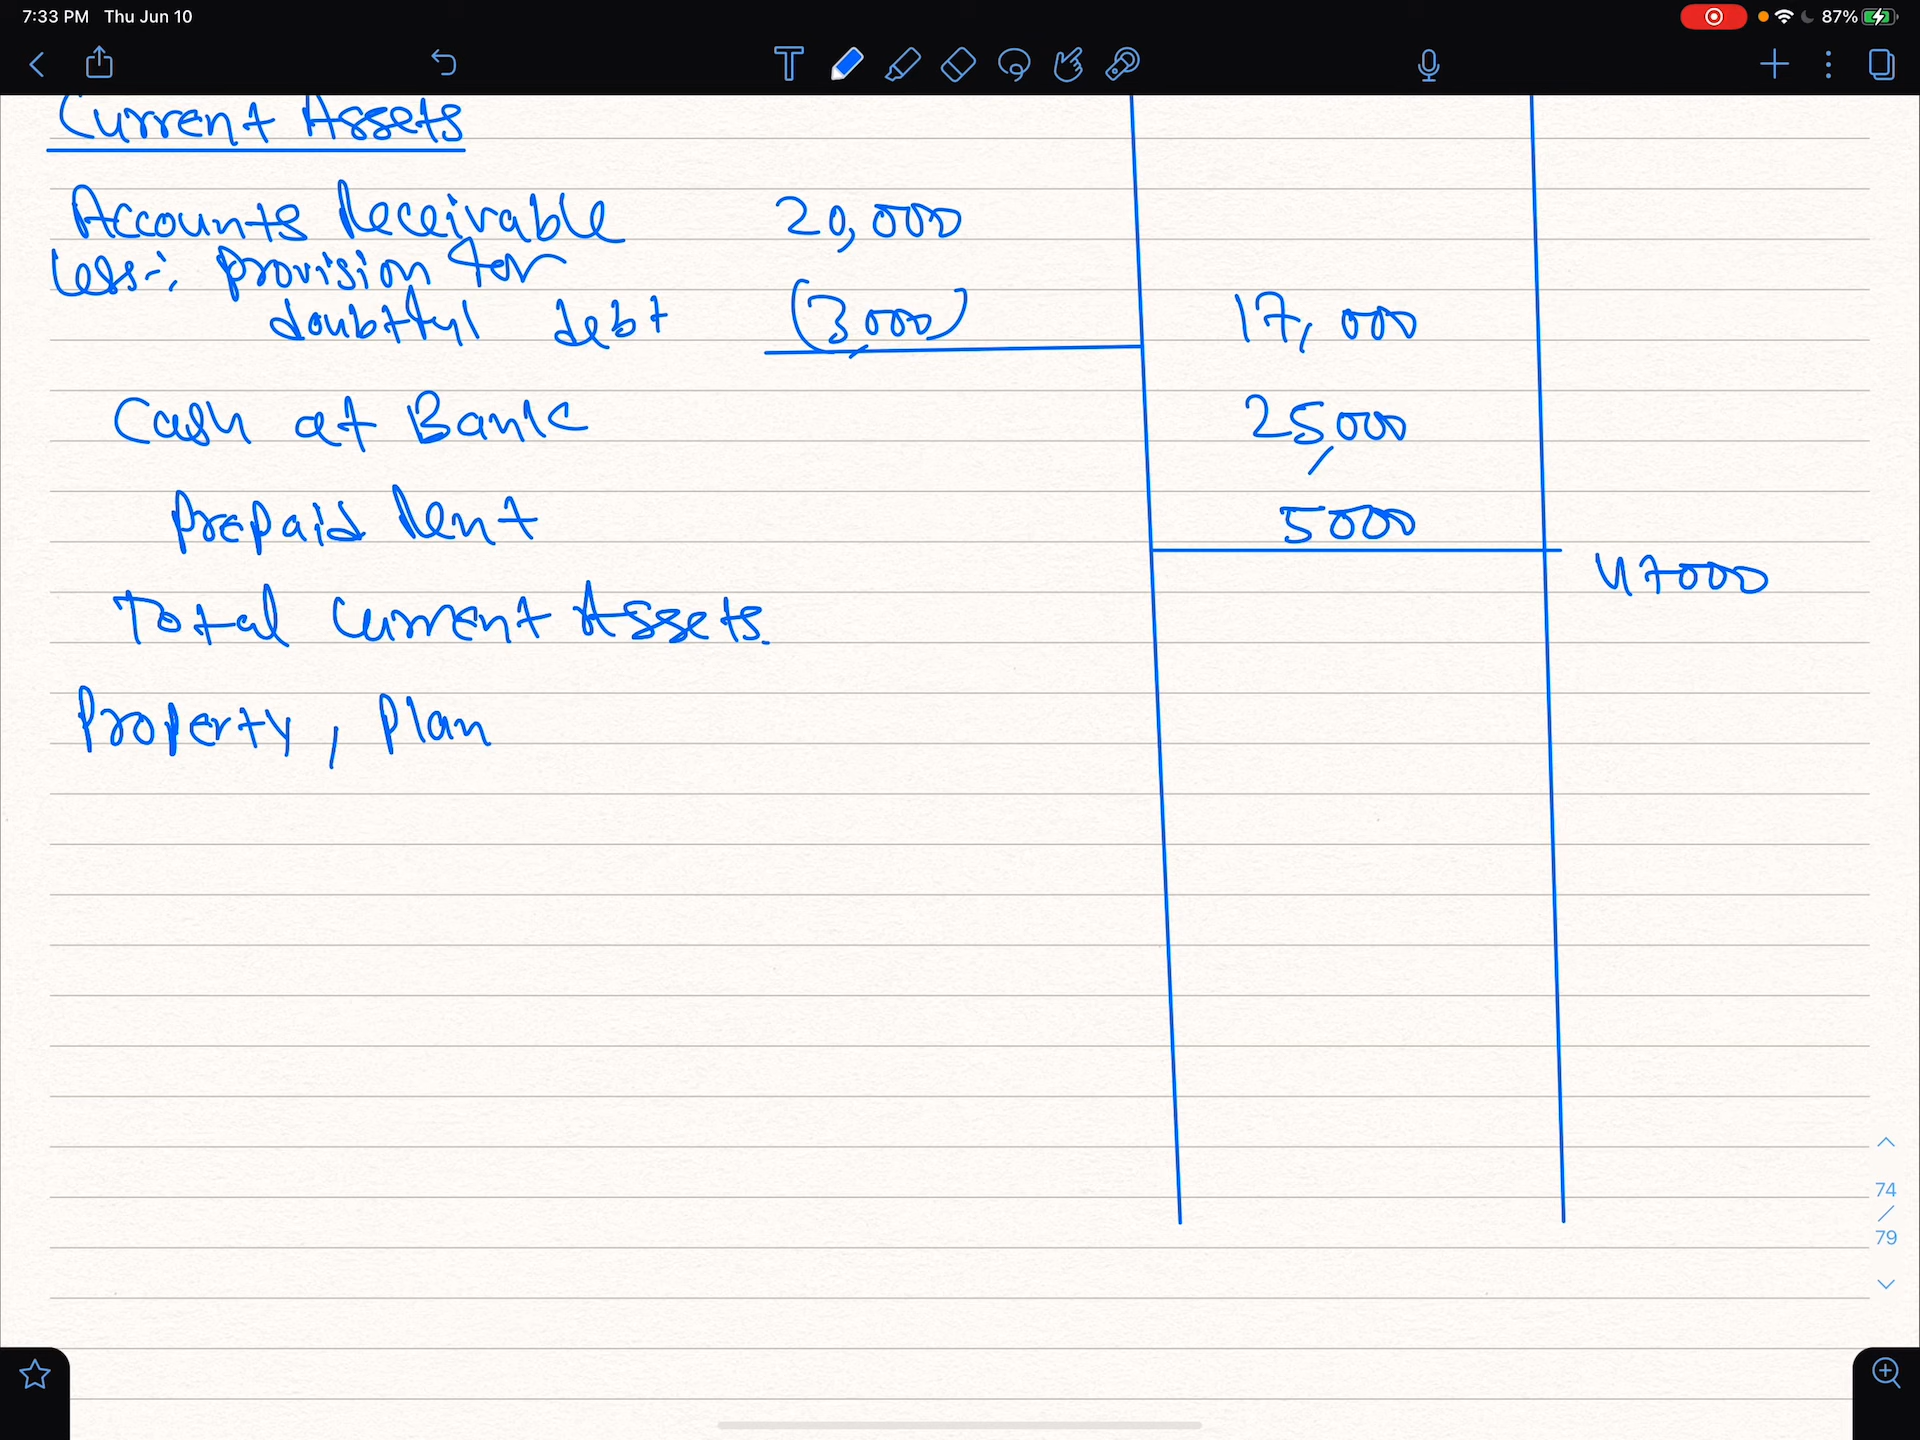 7:33 PM Thu Jun 10
87%
T
Current Assets
Accounts Receivable 20,000
Less:- provision for
doubtful debt (3,000) 17,000
Cash at Bank 25,000
Prepaid Rent 5000
47000
Total Current Assets.
Property, Plan
74
/
79